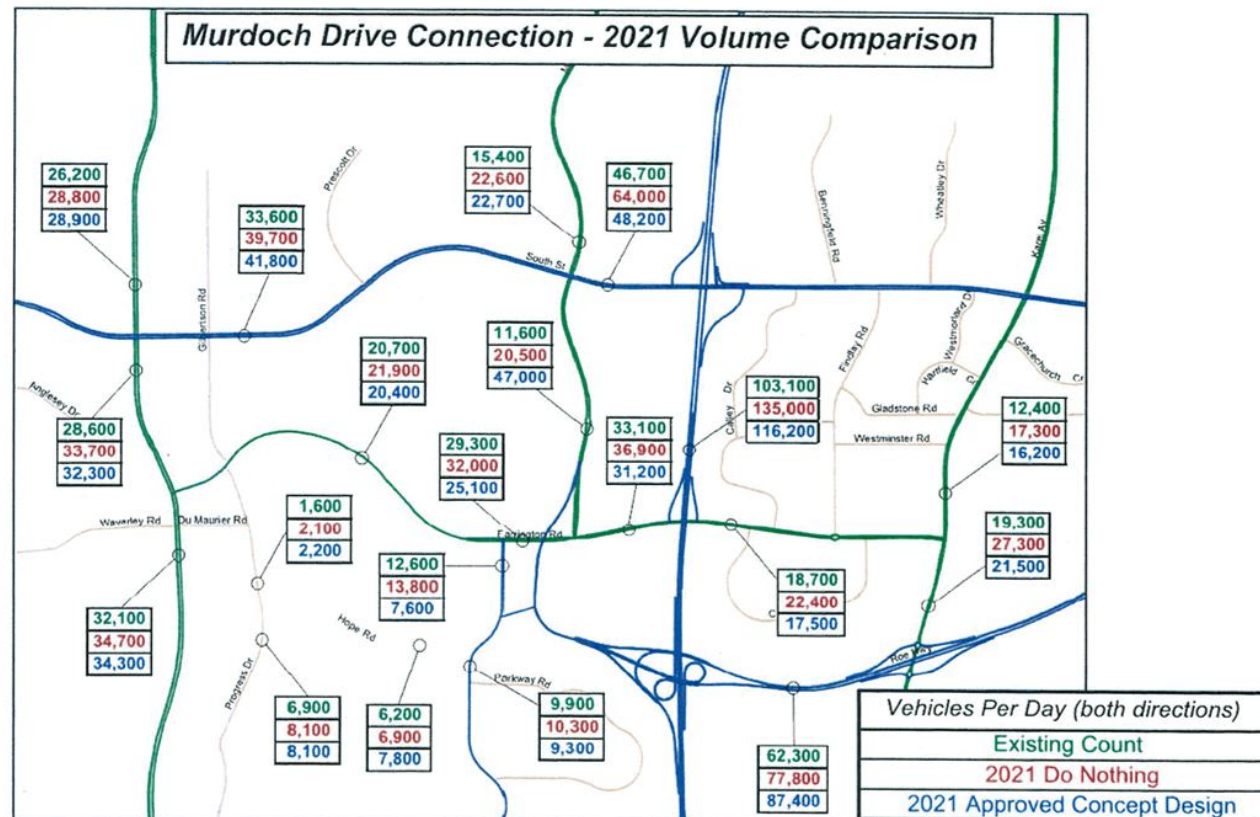 Murdoch Drive Connection - 2021 Volume Comparison
26,200
28,800
28,900
33,600
39,700
41,800
Prescott Dr
15,400
22,600
22,700
46,700
64,000
48,200
Benningfield Rd
Wheatley Dr
Karel Av
South St
Gilbertson Rd
20,700
21,900
20,400
11,600
20,500
47,000
103,100
135,000
116,200
Calley Dr
Findlay Rd
Westmorland Dr
Hartfield Cr
Gracechurch Cr
Gladstone Rd
Westminster Rd
12,400
17,300
16,200
Anglesey Dr
28,600
33,700
32,300
29,300
32,000
25,100
33,100
36,900
31,200
Waverley Rd
Du Maurier Rd
Farrington Rd
1,600
2,100
2,200
12,600
13,800
7,600
18,700
22,400
17,500
C
19,300
27,300
21,500
32,100
34,700
34,300
Hope Rd
Progress Dr
Parkway Rd
Roe Hwy
6,900
8,100
8,100
6,200
6,900
7,800
9,900
10,300
9,300
62,300
77,800
87,400
Vehicles Per Day (both directions)
Existing Count
2021 Do Nothing
2021 Approved Concept Design